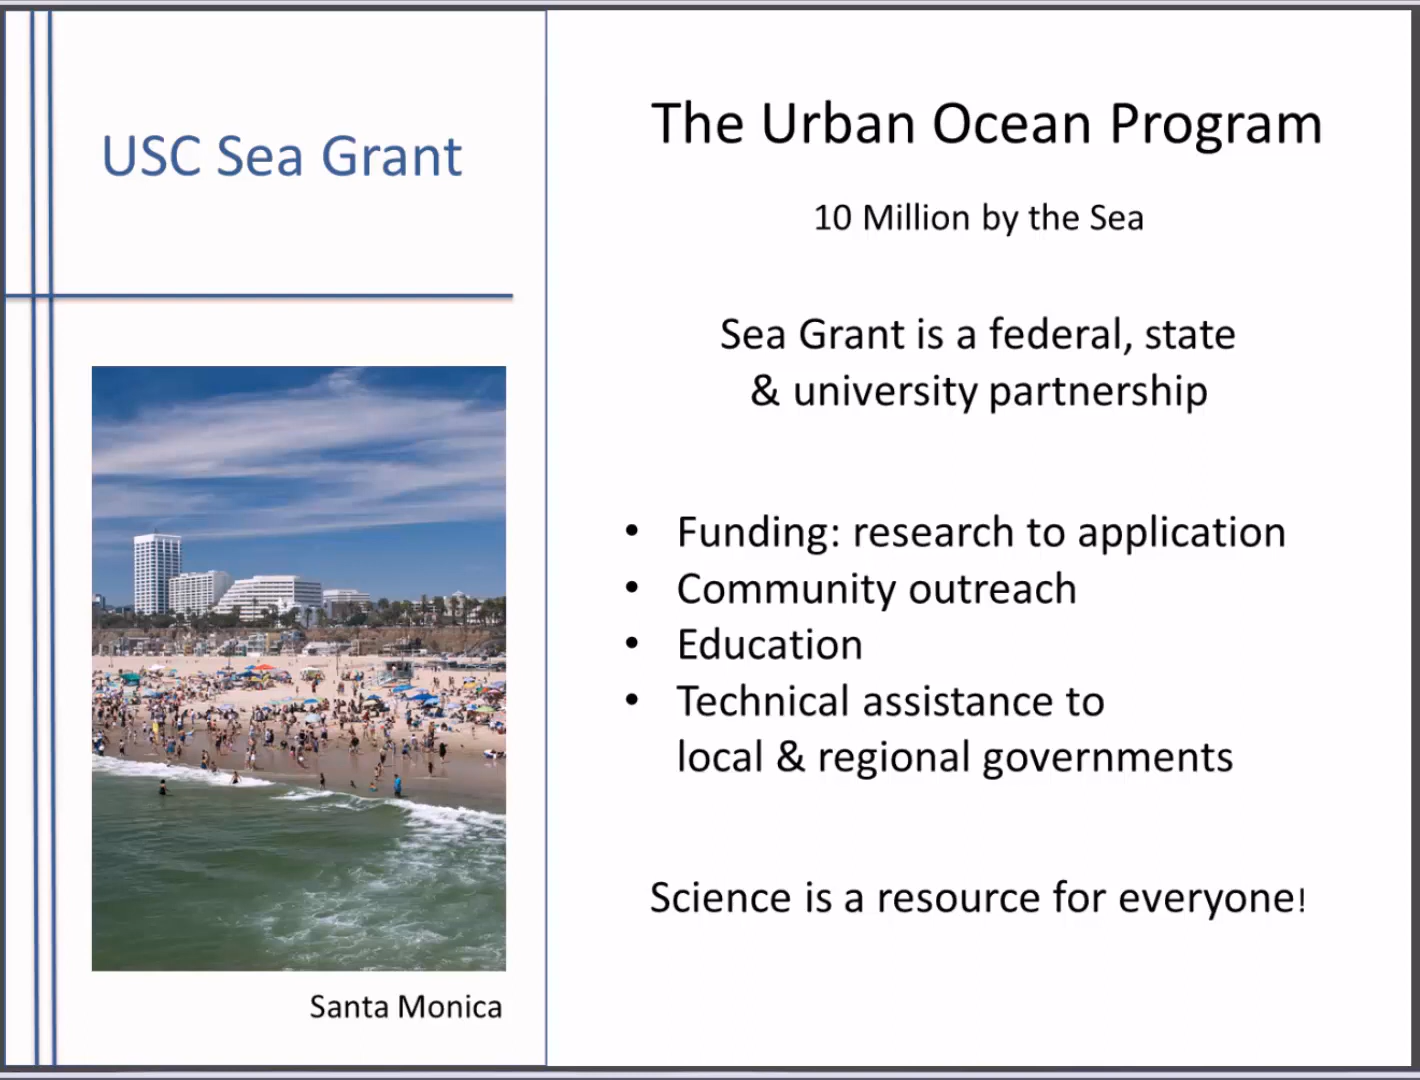 USC Sea Grant
Santa Monica
The Urban Ocean Program
10 Million by the Sea
Sea Grant is a federal, state
& university partnership
• Funding: research to application
• Community outreach
• Education
• Technical assistance to
local & regional governments
Science is a resource for everyone!